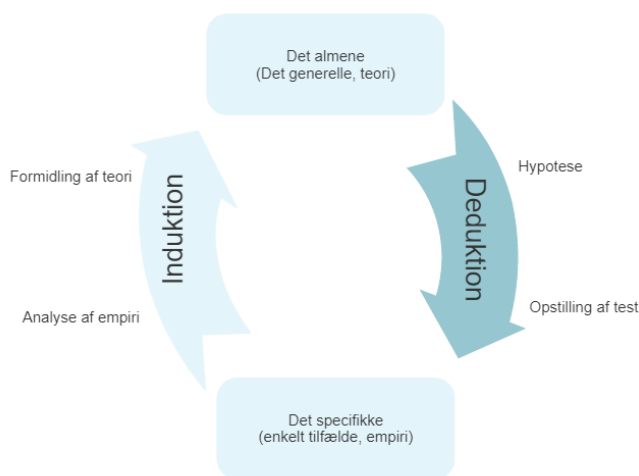 Det almene
(Det generelle, teori)
Formidling af teori
Hypotese
Induktion
Deduktion
Analyse af empiri
Opstilling af test
Det specifikke
(enkelt tilfælde, empiri)